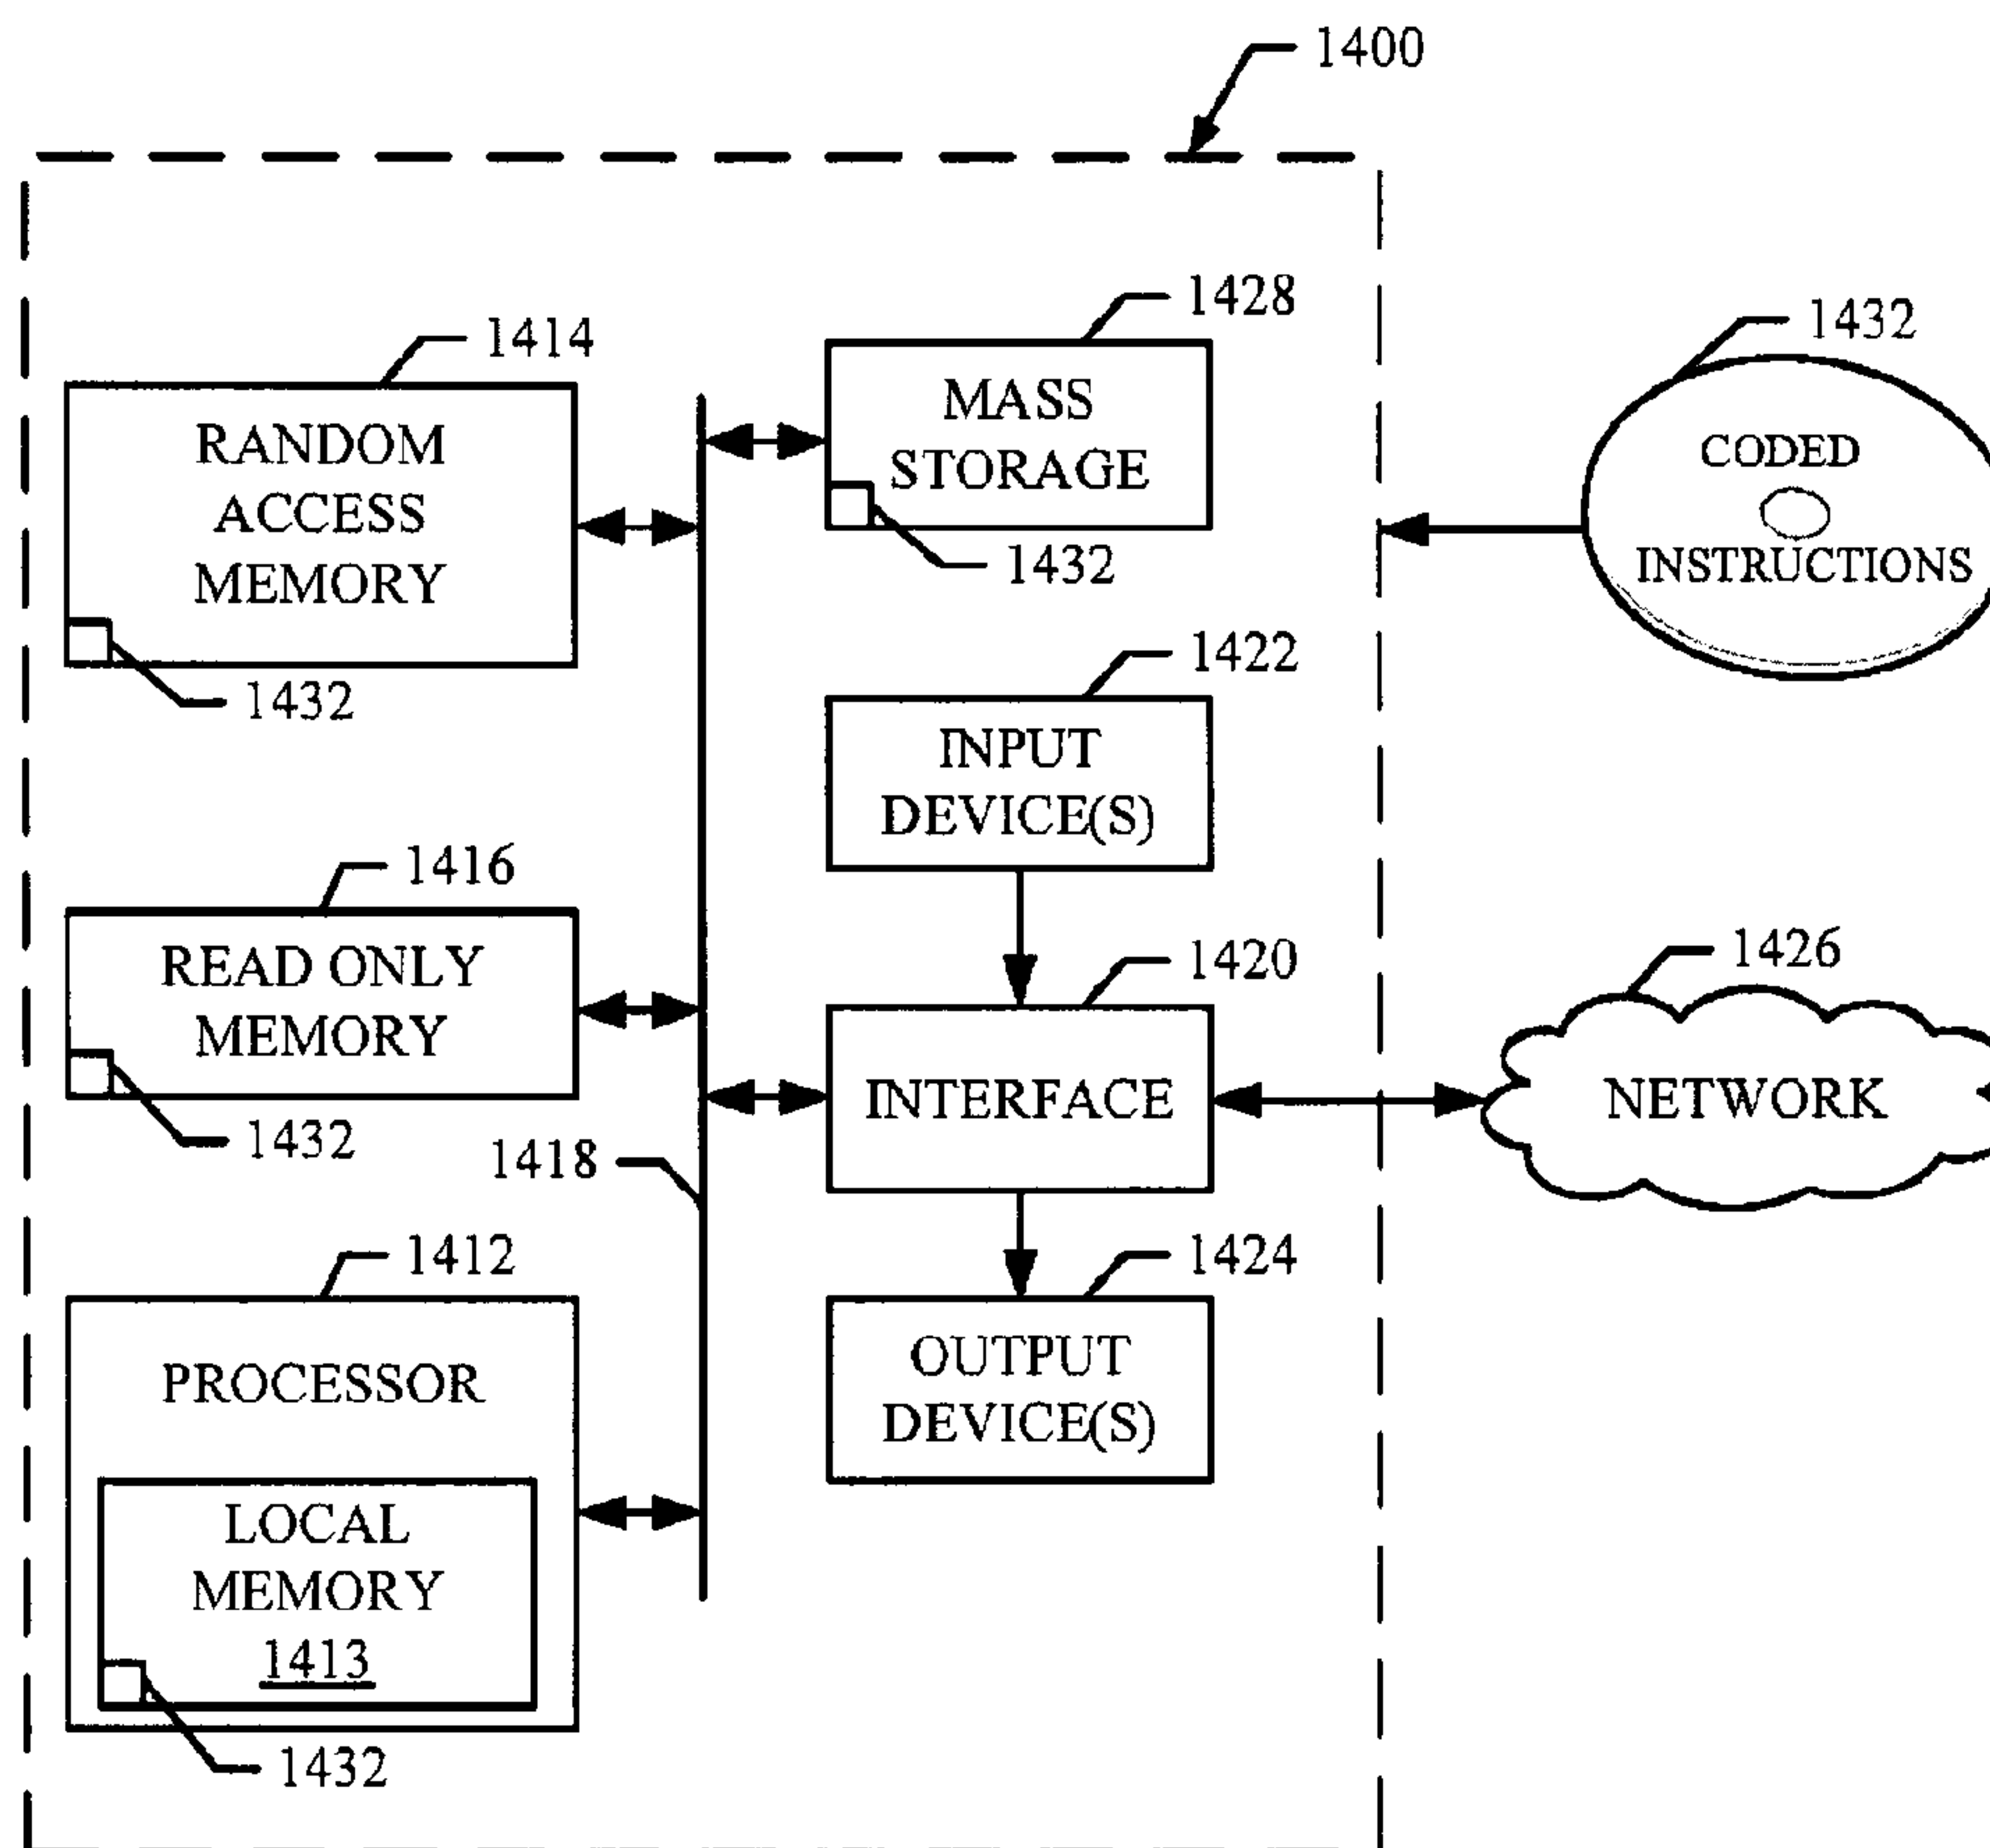 1400
1428
1414
1432
MASS
STORAGE
RANDOM
ACCESS
MEMORY
CODED
INSTRUCTIONS
1432
1432
1422
INPUT
DEVICE(S)
1416
READ ONLY
MEMORY
1432
1420
1426
INTERFACE
NETWORK
1418
1412
1424
PROCESSOR
OUTPUT
DEVICE(S)
LOCAL
MEMORY
1413
1432